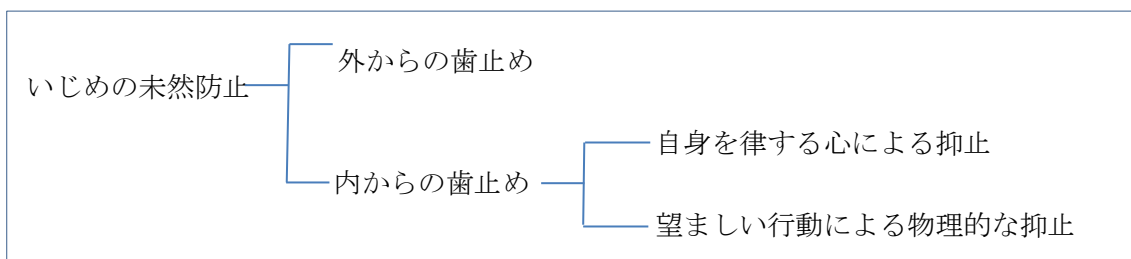 外からの歯止め
いじめの未然防止
自身を律する心による抑止
内からの歯止め
望ましい行動による物理的な抑止